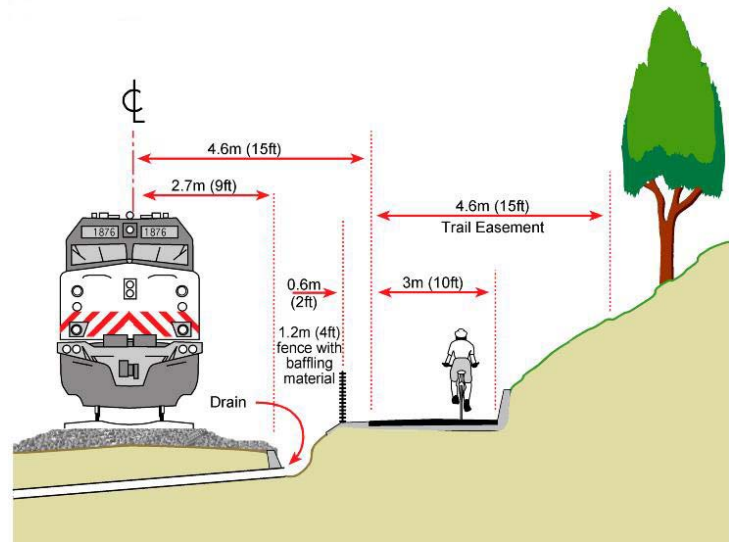 ℄
4.6m (15ft)
2.7m (9ft)
4.6m (15ft)
Trail Easement
1876 1876
0.6m
(2ft)
3m (10ft)
1.2m (4ft)
fence with
baffling
material
Drain